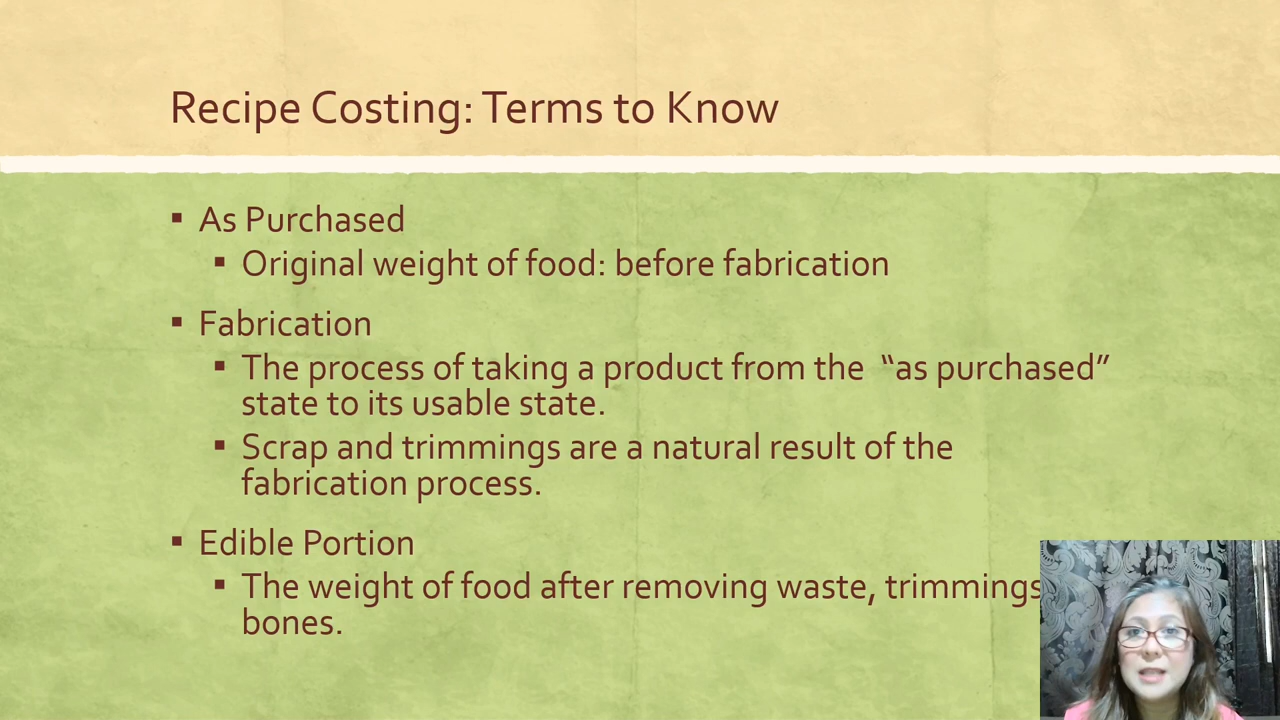 Recipe Costing: Terms to Know
▪ As Purchased
▪ Original weight of food: before fabrication
▪ Fabrication
▪ The process of taking a product from the “as purchased”
state to its usable state.
▪ Scrap and trimmings are a natural result of the
fabrication process.
▪ Edible Portion
▪ The weight of food after removing waste, trimmings
bones.